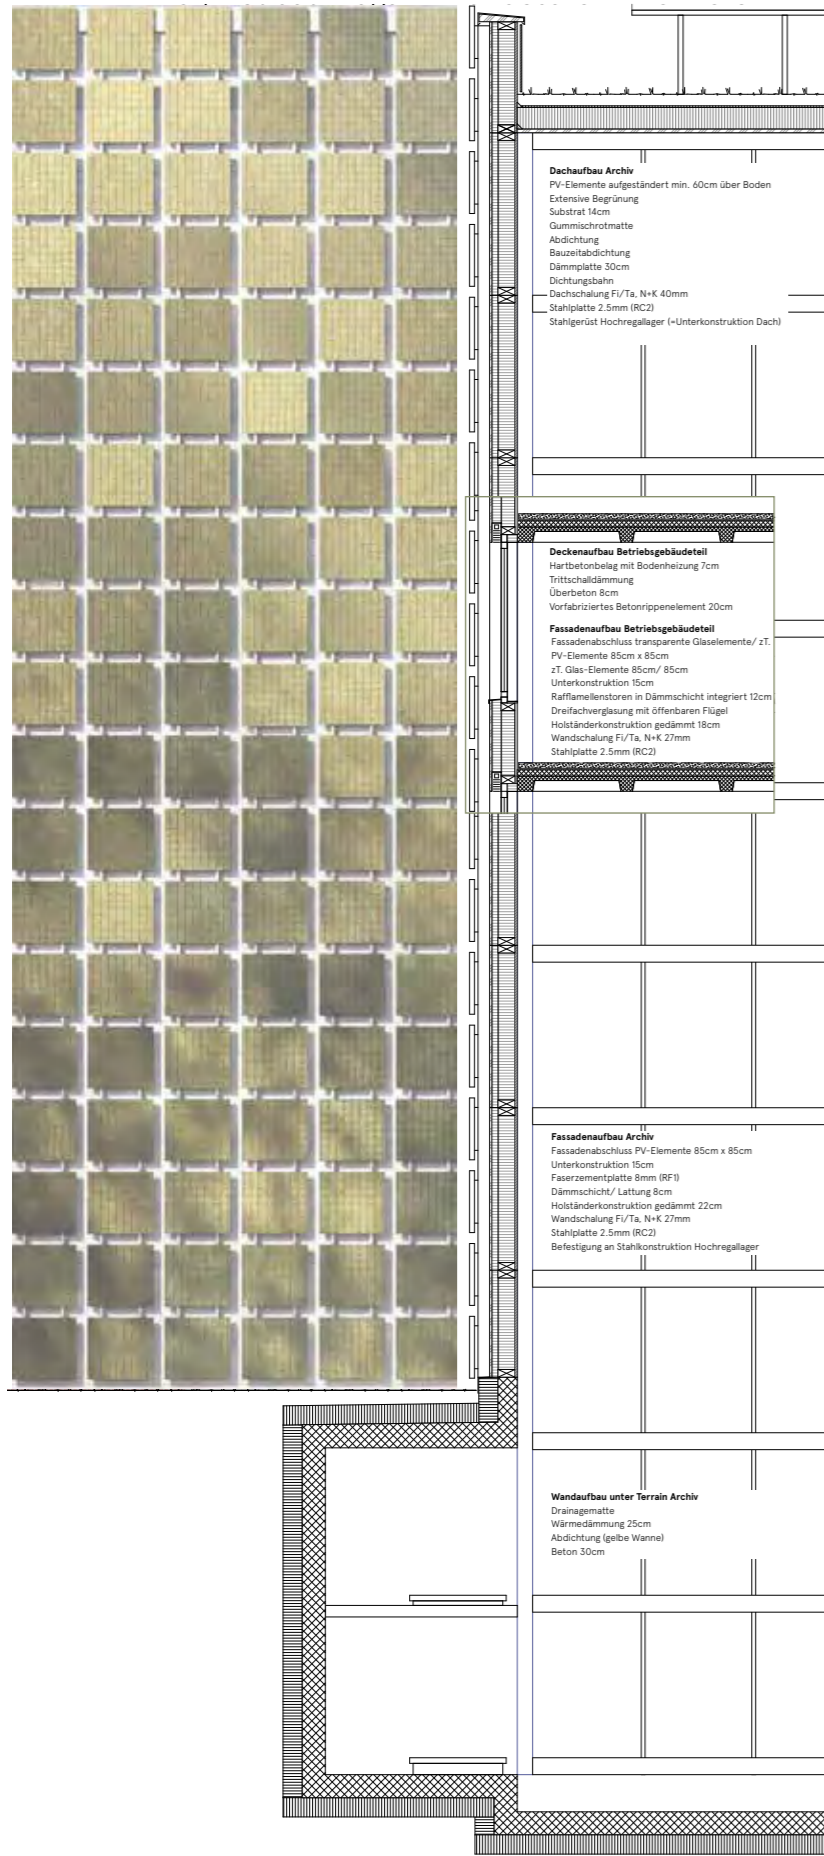 Dachaufbau Archiv
PV-Elemente aufgeständert min. 60cm über Boden
Extensive Begrünung
Substrat 14cm
Gummischrotmatte
Abdichtung
Bauzeitabdichtung
Dämmplatte 30cm
Dichtungsbahn
Dachschalung Fi/Ta, N+K 40mm
Stahlplatte 2.5mm (RC2)
Stahlgerüst Hochregallager (=Unterkonstruktion Dach)
Deckenaufbau Betriebsgebäudeteil
Hartbetonbelag mit Bodenheizung 7cm
Trittschalldämmung
Überbeton 8cm
Vorfabriziertes Betonrippenelement 20cm
Fassadenaufbau Betriebsgebäudeteil
Fassadenabschluss transparente Glaselemente/ zT.
PV-Elemente 85cm x 85cm
zT. Glas-Elemente 85cm/ 85cm
Unterkonstruktion 15cm
Rafflamellenstoren in Dämmschicht integriert 12cm
Dreifachverglasung mit öffenbaren Flügel
Holständerkonstruktion gedämmt 18cm
Wandschalung Fi/Ta, N+K 27mm
Stahlplatte 2.5mm (RC2)
Fassadenaufbau Archiv
Fassadenabschluss PV-Elemente 85cm x 85cm
Unterkonstruktion 15cm
Faserzementplatte 8mm (RF1)
Dämmschicht/ Lattung 8cm
Holständerkonstruktion gedämmt 22cm
Wandschalung Fi/Ta, N+K 27mm
Stahlplatte 2.5mm (RC2)
Befestigung an Stahlkonstruktion Hochregallager
Wandaufbau unter Terrain Archiv
Drainagematte
Wärmedämmung 25cm
Abdichtung (gelbe Wanne)
Beton 30cm